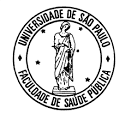 UNIVERSIDADE DE SÃO PAULO
FACULDADE DE SAÚDE PÚBLICA